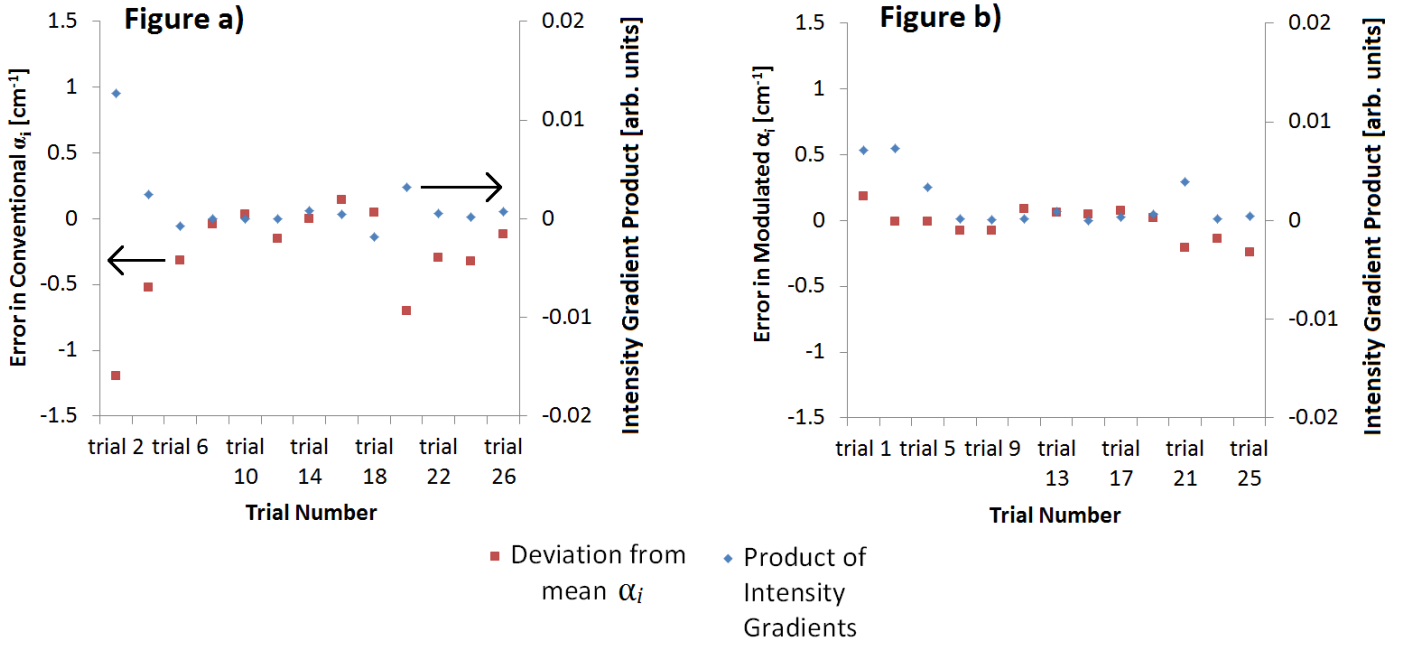 Figure a)
1.5
1
0.5
0
-0.5
-1
-1.5
Error in Conventional αi [cm-1]
0.02
0.01
0
-0.01
-0.02
Intensity Gradient Product [arb. units]
trial 2 trial 6 trial 10 trial 14 trial 18 trial 22 trial 26
Trial Number
Figure b)
1.5
1
0.5
0
-0.5
-1
-1.5
Error in Modulated αi [cm-1]
0.02
0.01
0
-0.01
-0.02
Intensity Gradient Product [arb. units]
trial 1 trial 5 trial 9 trial 13 trial 17 trial 21 trial 25
Trial Number
Deviation from
mean αi
Product of
Intensity
Gradients